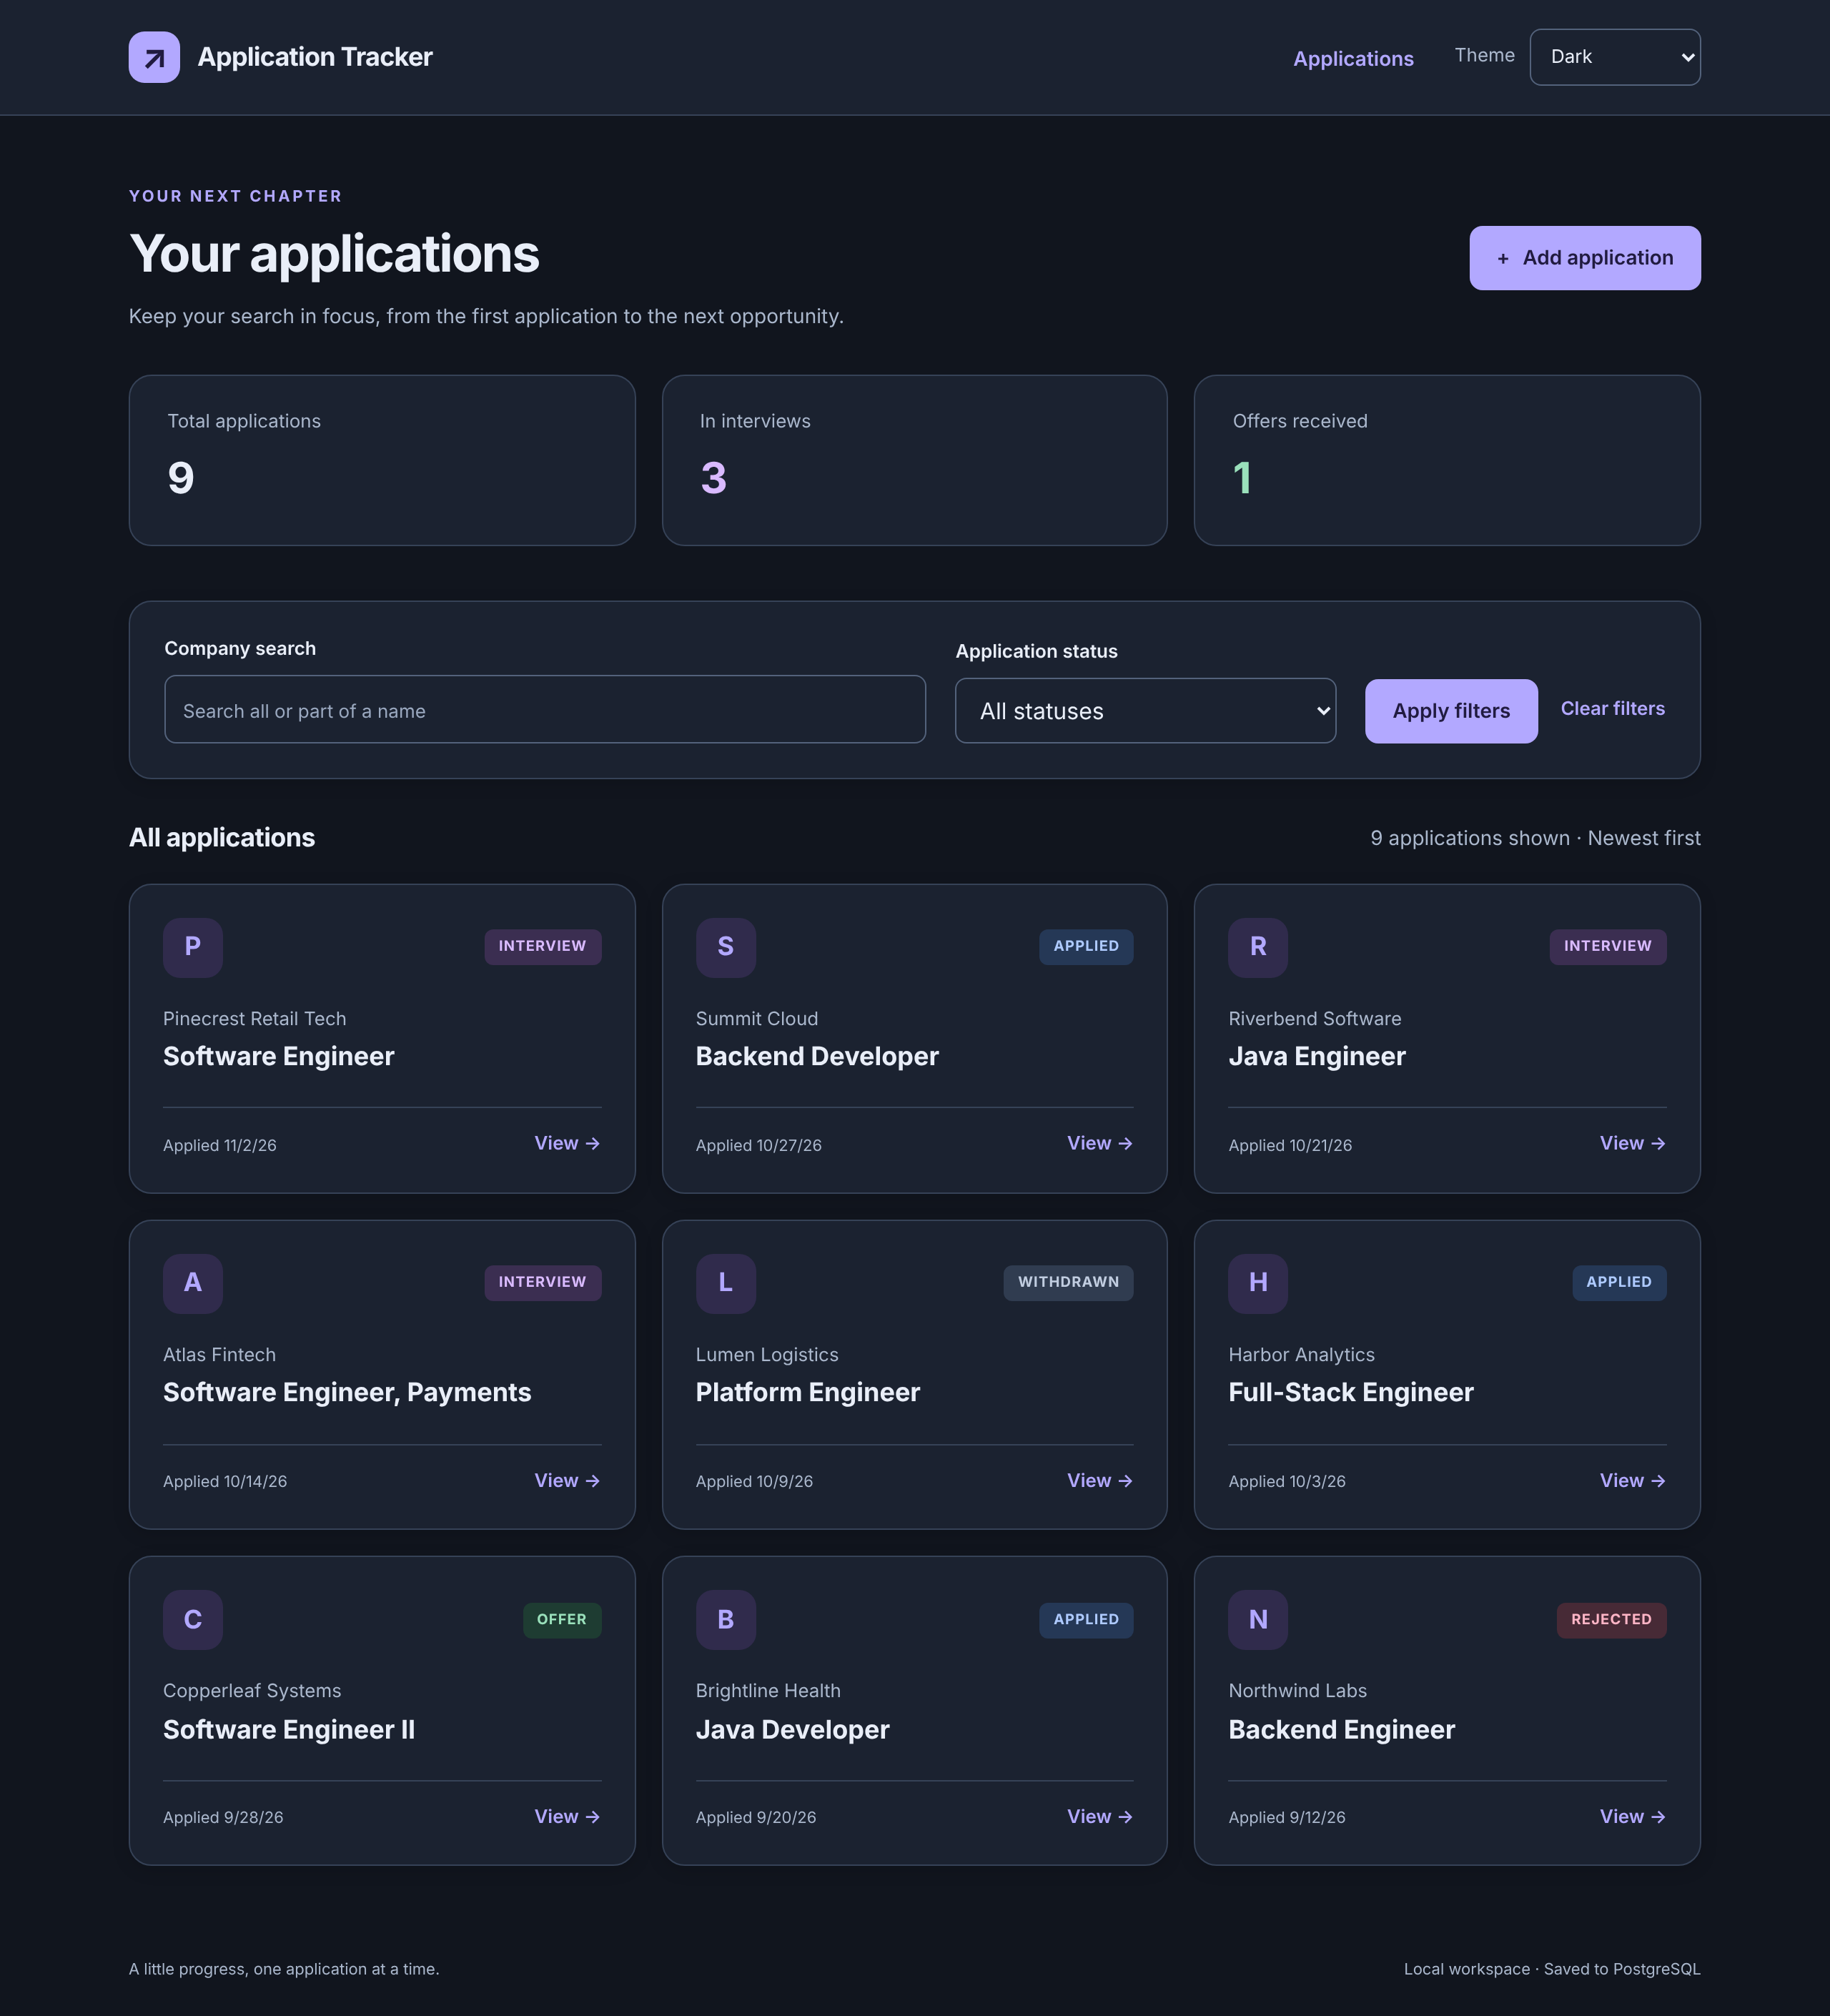 Application Tracker
Applications
Theme
Dark
YOUR NEXT CHAPTER
Your applications
+ Add application
Keep your search in focus, from the first application to the next opportunity.
Total applications
9
In interviews
3
Offers received
1
Company search
Search all or part of a name
Application status
All statuses
Apply filters
Clear filters
All applications
9 applications shown · Newest first
P
INTERVIEW
Pinecrest Retail Tech
Software Engineer
Applied 11/2/26
View →
S
APPLIED
Summit Cloud
Backend Developer
Applied 10/27/26
View →
R
INTERVIEW
Riverbend Software
Java Engineer
Applied 10/21/26
View →
A
INTERVIEW
Atlas Fintech
Software Engineer, Payments
Applied 10/14/26
View →
L
WITHDRAWN
Lumen Logistics
Platform Engineer
Applied 10/9/26
View →
H
APPLIED
Harbor Analytics
Full-Stack Engineer
Applied 10/3/26
View →
C
OFFER
Copperleaf Systems
Software Engineer II
Applied 9/28/26
View →
B
APPLIED
Brightline Health
Java Developer
Applied 9/20/26
View →
N
REJECTED
Northwind Labs
Backend Engineer
Applied 9/12/26
View →
A little progress, one application at a time.
Local workspace · Saved to PostgreSQL